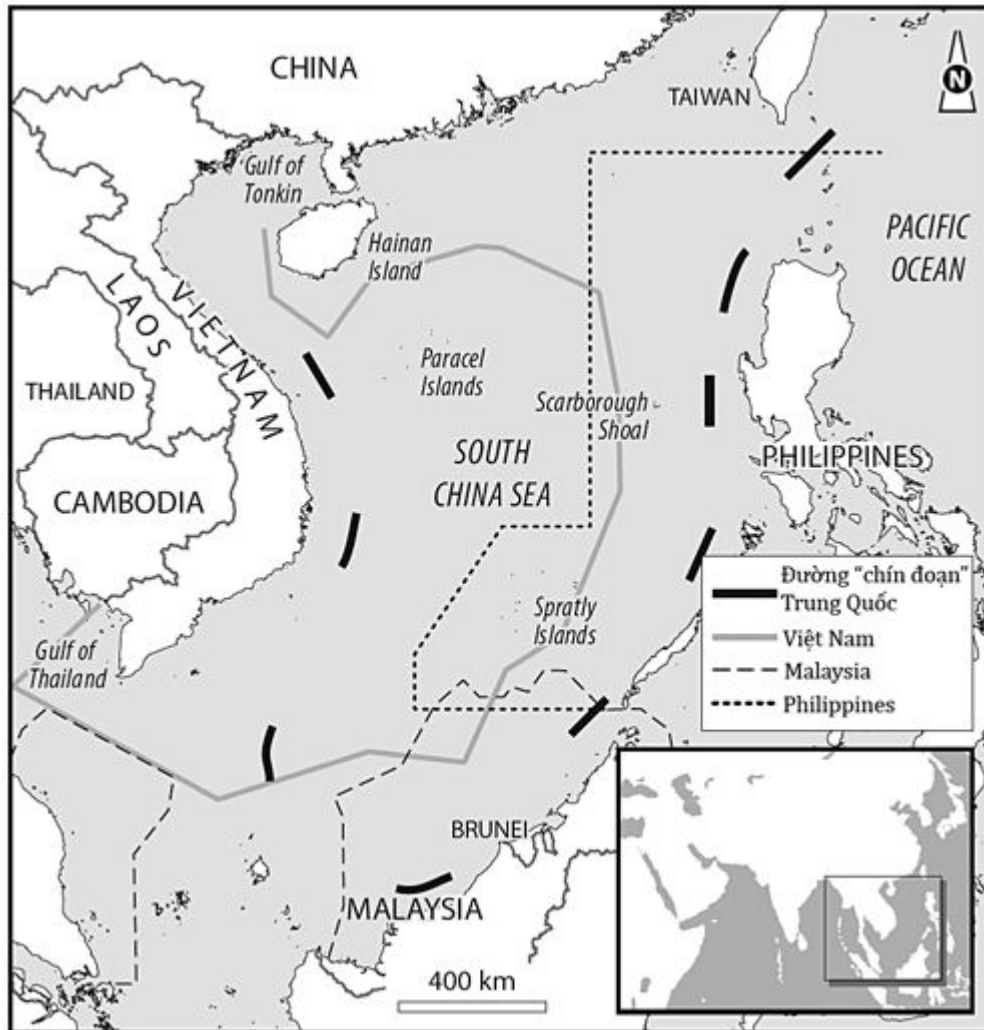 CHINA
TAIWAN
N
Gulf of
Tonkin
Hainan
Island
PACIFIC
OCEAN
LAOS
VIETNAM
THAILAND
Paracel
Islands
Scarborough
Shoal
SOUTH
CHINA SEA
PHILIPPINES
CAMBODIA
Đường “chín đoạn”
Trung Quốc
Việt Nam
Malaysia
Philippines
Spratly
Islands
Gulf of
Thailand
BRUNEI
MALAYSIA
400 km